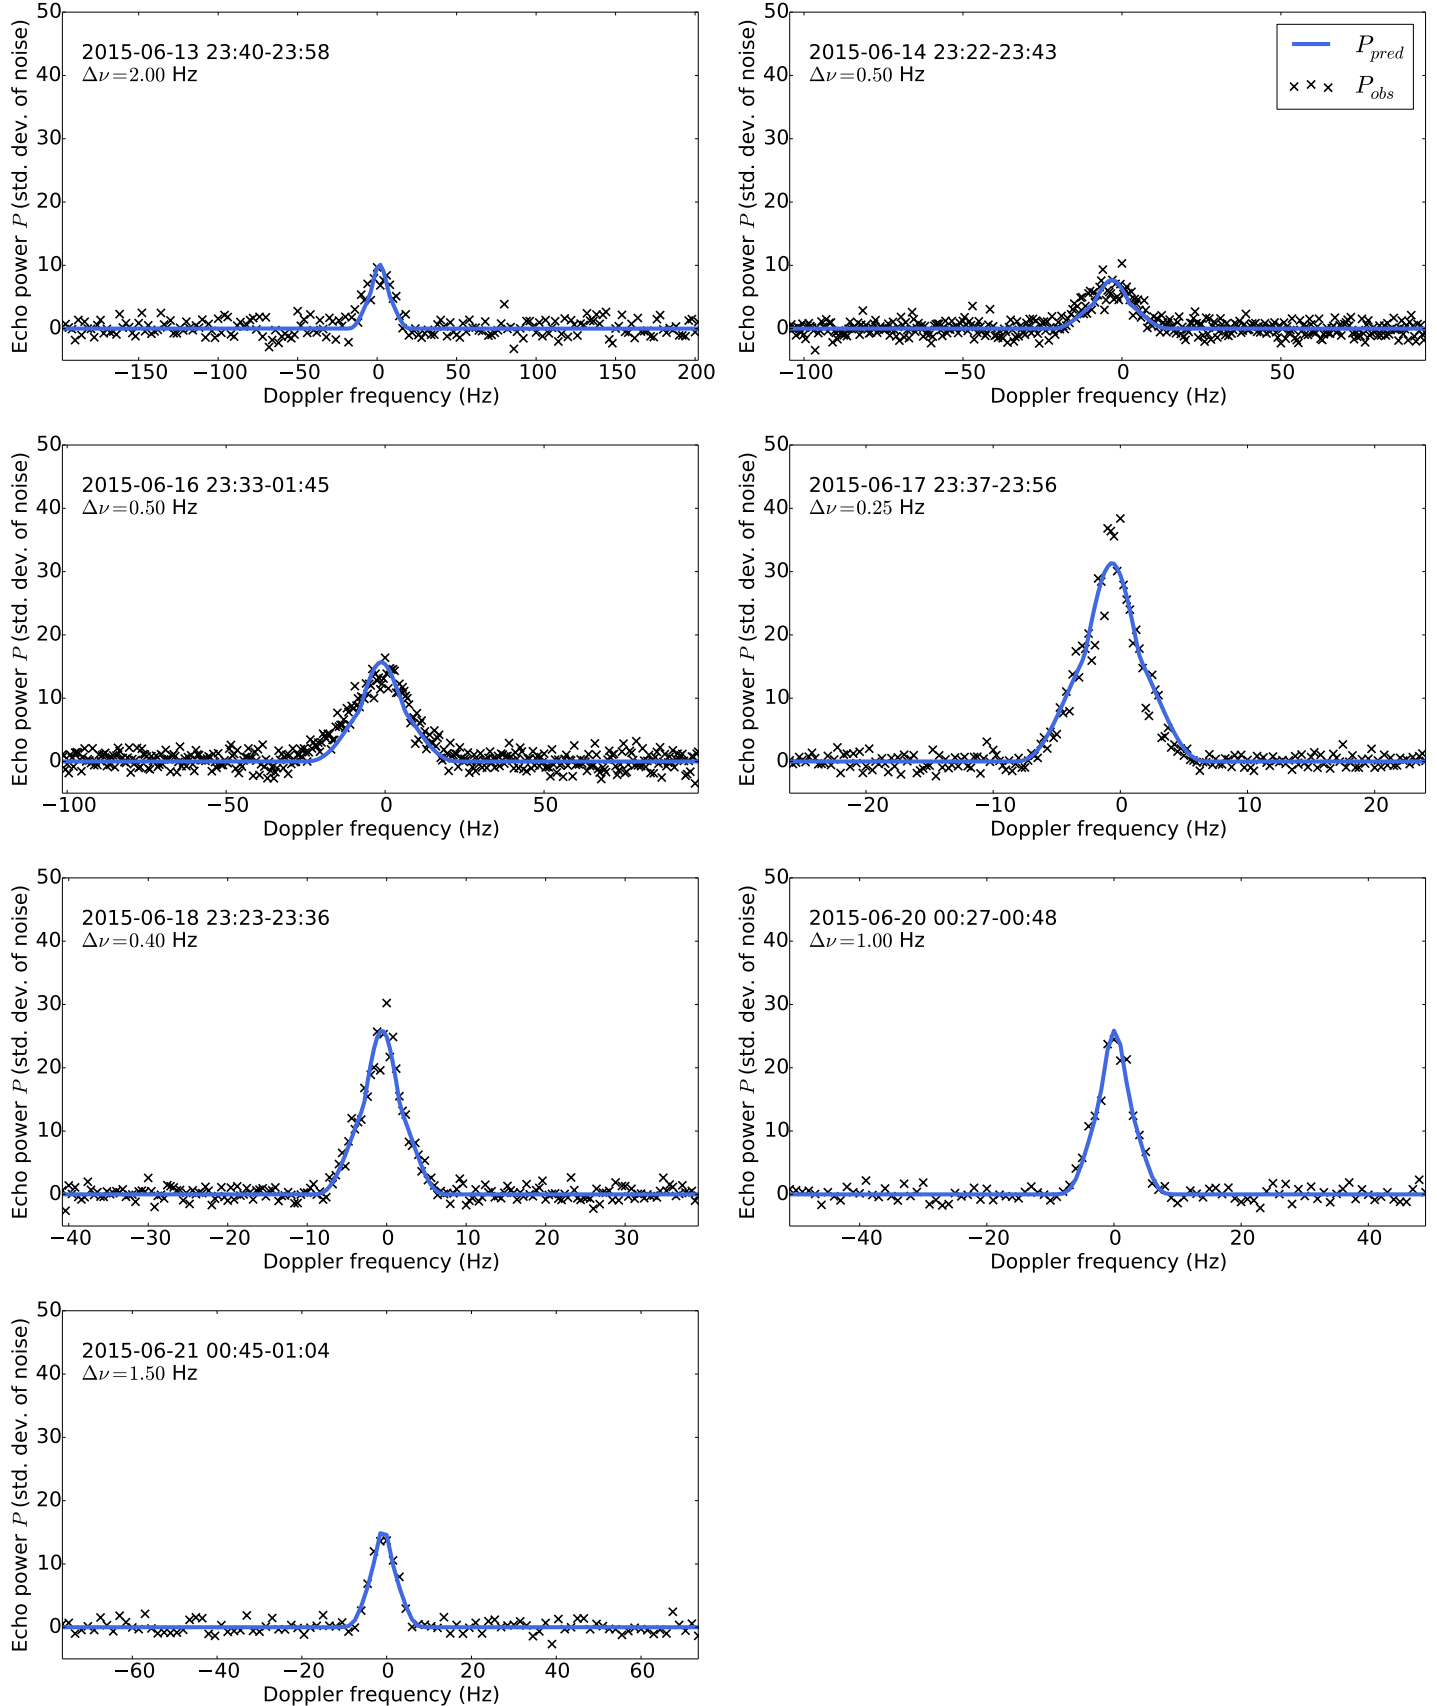 50
40
30
20
10
0
Echo power P (std. dev. of noise)
2015-06-13 23:40-23:58
Δν=2.00 Hz
−150 −100 −50 0 50 100 150 200
Doppler frequency (Hz)
50
40
30
20
10
0
Echo power P (std. dev. of noise)
2015-06-14 23:22-23:43
Δν=0.50 Hz
P_pred
P_obs
−100 −50 0 50
Doppler frequency (Hz)
50
40
30
20
10
0
Echo power P (std. dev. of noise)
2015-06-16 23:33-01:45
Δν=0.50 Hz
−100 −50 0 50
Doppler frequency (Hz)
50
40
30
20
10
0
Echo power P (std. dev. of noise)
2015-06-17 23:37-23:56
Δν=0.25 Hz
−20 −10 0 10 20
Doppler frequency (Hz)
50
40
30
20
10
0
Echo power P (std. dev. of noise)
2015-06-18 23:23-23:36
Δν=0.40 Hz
−40 −30 −20 −10 0 10 20 30
Doppler frequency (Hz)
50
40
30
20
10
0
Echo power P (std. dev. of noise)
2015-06-20 00:27-00:48
Δν=1.00 Hz
−40 −20 0 20 40
Doppler frequency (Hz)
50
40
30
20
10
0
Echo power P (std. dev. of noise)
2015-06-21 00:45-01:04
Δν=1.50 Hz
−60 −40 −20 0 20 40 60
Doppler frequency (Hz)